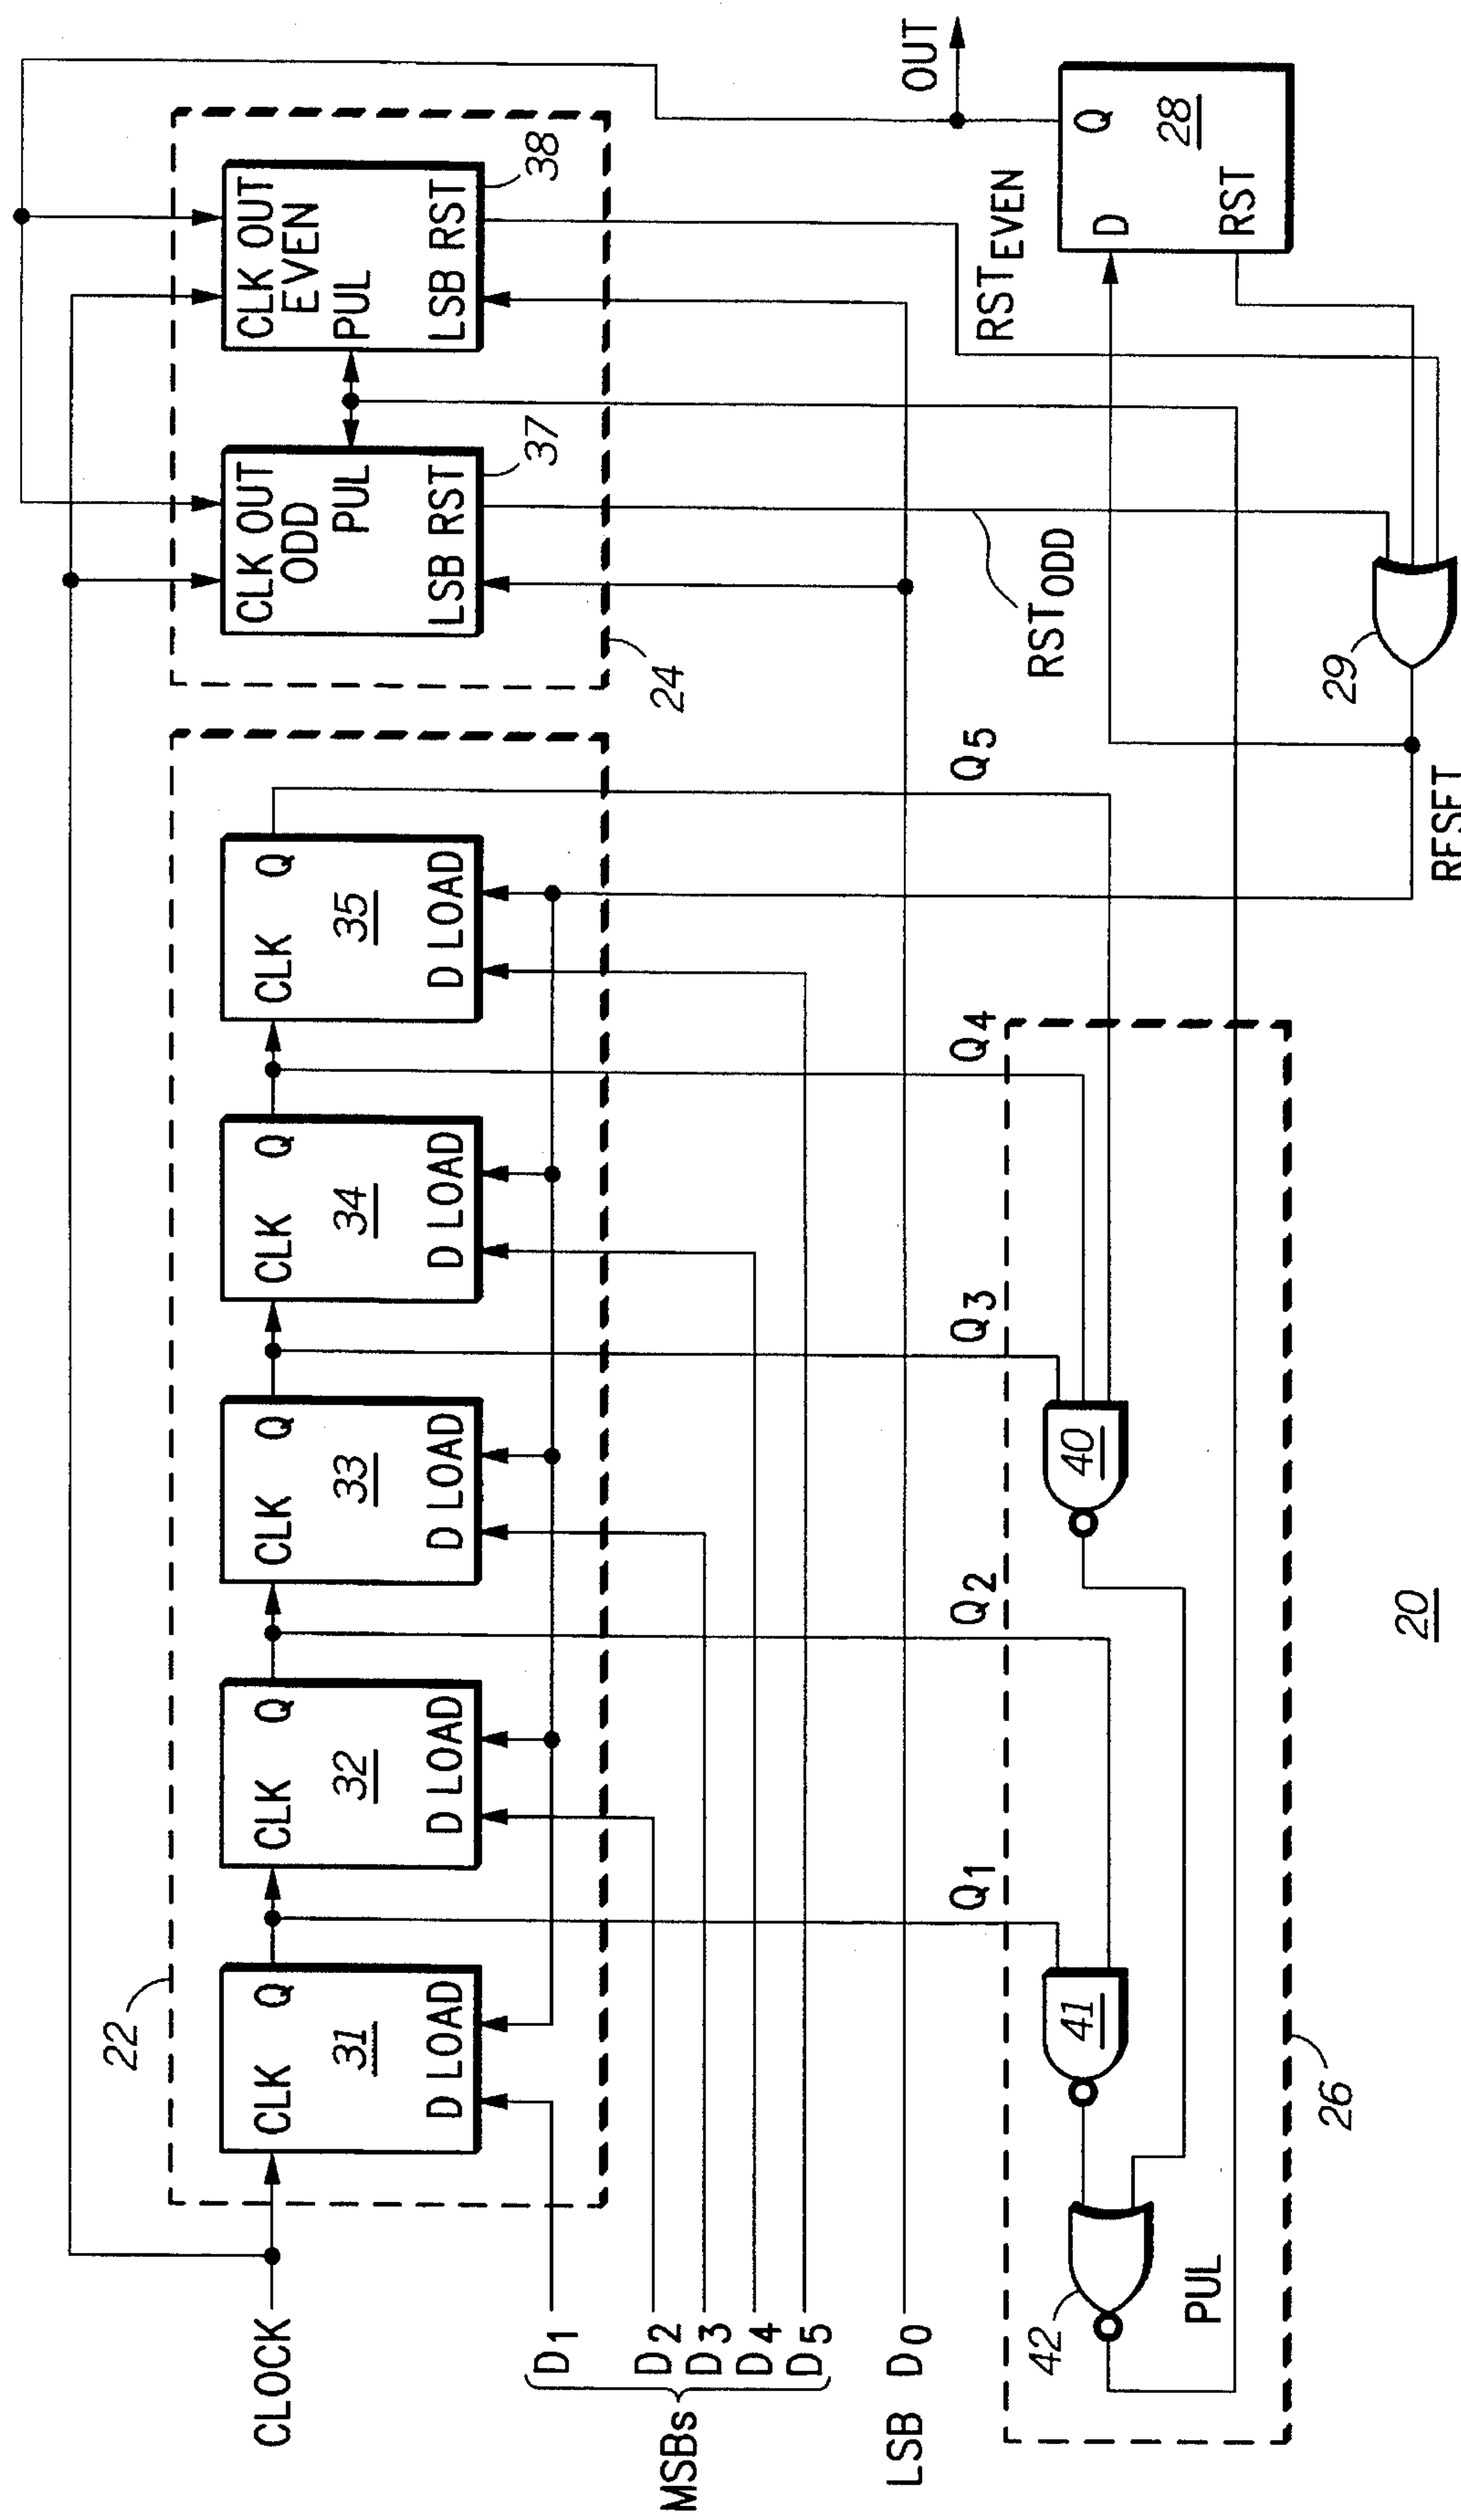 CLOCK
22
CLK Q
31
D LOAD
CLK Q
32
D LOAD
CLK Q
33
D LOAD
CLK Q
34
D LOAD
CLK Q
35
D LOAD
CLK OUT
ODD
PUL
LSB RST
37
CLK OUT
EVEN
PUL
LSB RST
38
24
D1
MSBs
D2
D3
D4
D5
LSB D0
Q1
Q2
Q3
Q4
Q5
RSTODD
RSTEVEN
OUT
D Q
28
RST
42
41
40
PUL
26
29
RESET
20